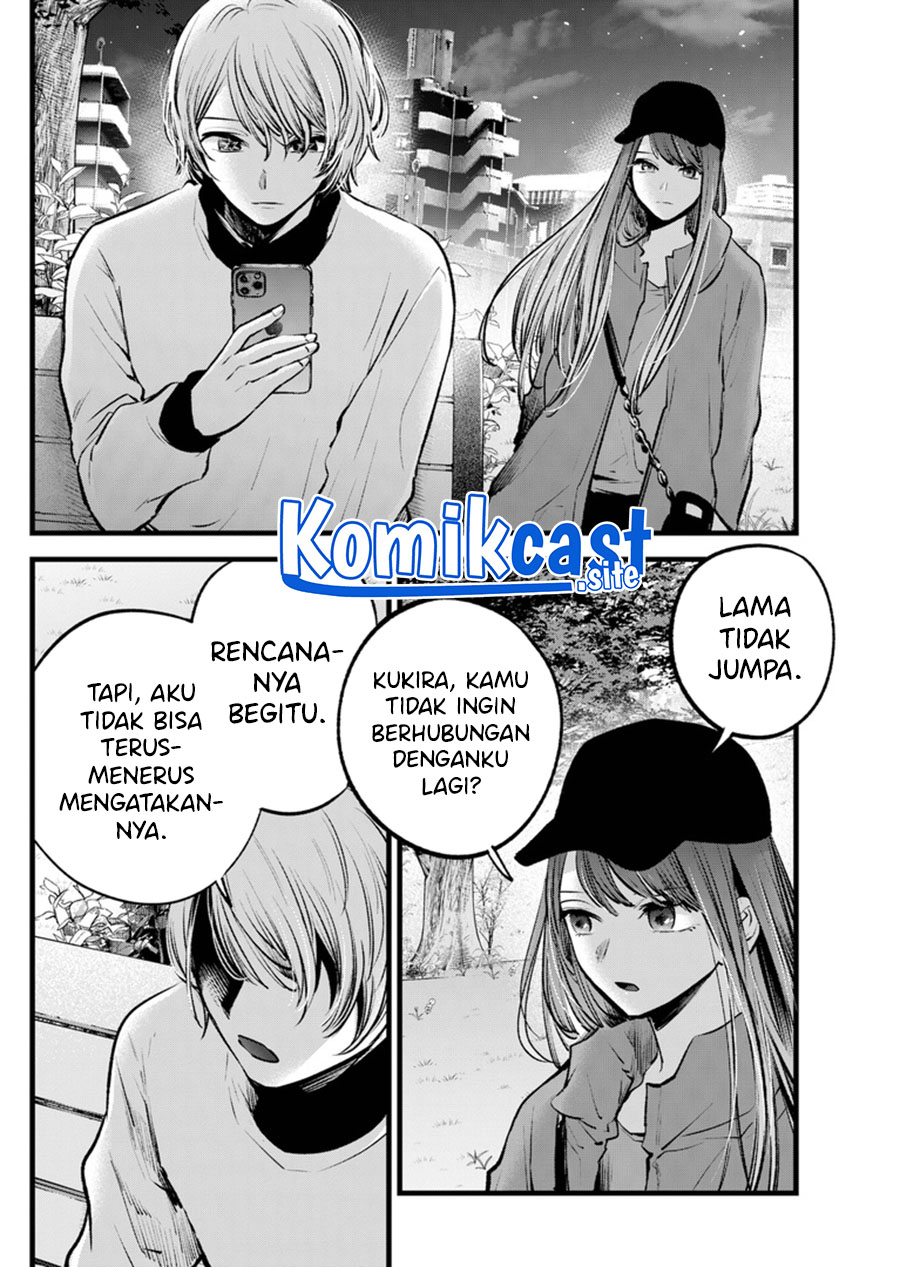 Komikcast
.site
LAMA
TIDAK
JUMPA.
KUKIRA, KAMU
TIDAK INGIN
BERHUBUNGAN
DENGANKU
LAGI?
RENCANA-
NYA
BEGITU.
TAPI, AKU
TIDAK BISA
TERUS-
MENERUS
MENGATAKAN-
NYA.